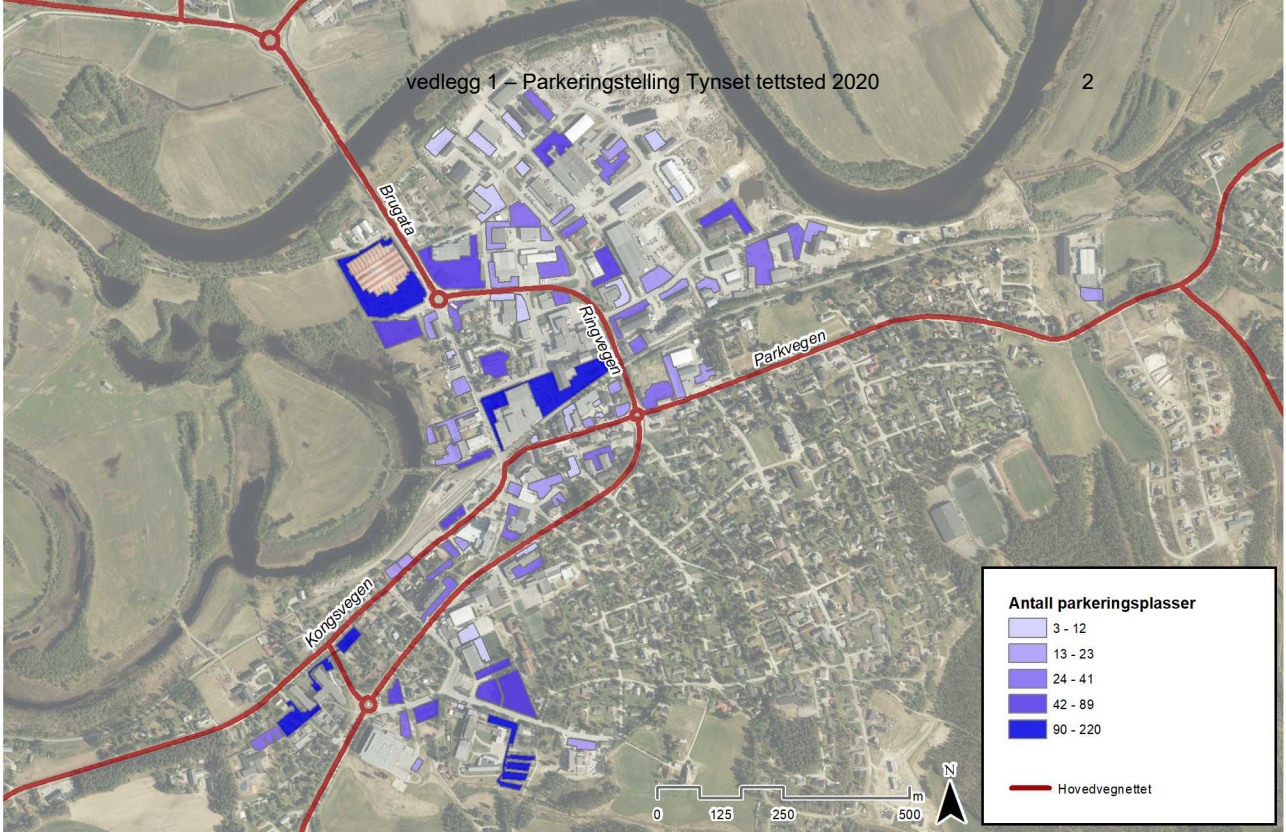 vedlegg 1 – Parkeringstelling Tynset tettsted 2020 2
Brugata
Ringvegen
Parkvegen
Kongsvegen
Antall parkeringsplasser
3 - 12
13 - 23
24 - 41
42 - 89
90 - 220
Hovedvegnettet
N
m
0 125 250 500